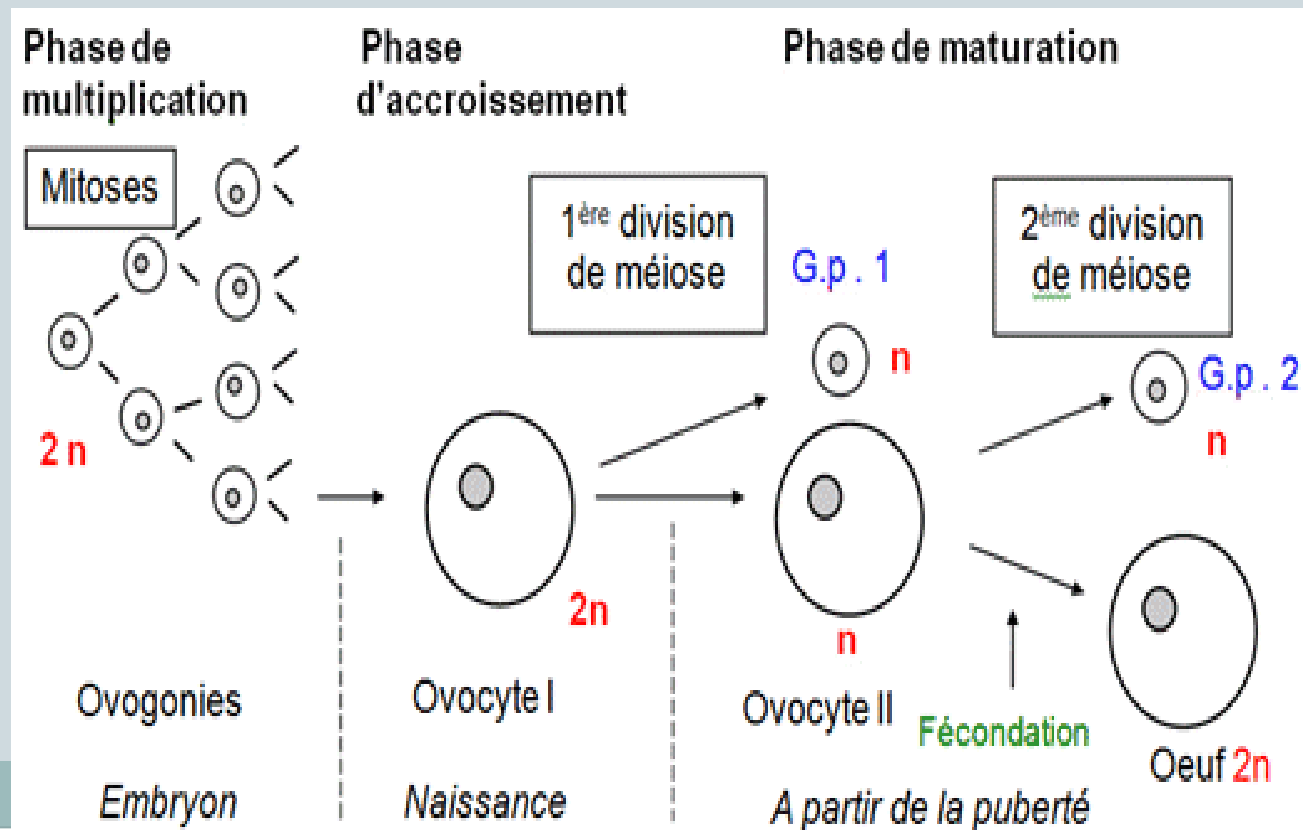 Phase de
multiplication
Phase
d'accroissement
Phase de maturation
Mitoses
1ère division
de méiose
G.p . 1
2ème division
de méiose
n
G.p . 2
n
2 n
2n
n
Ovogonies
Ovocyte I
Ovocyte II
Fécondation
Oeuf 2n
Embryon
Naissance
A partir de la puberté